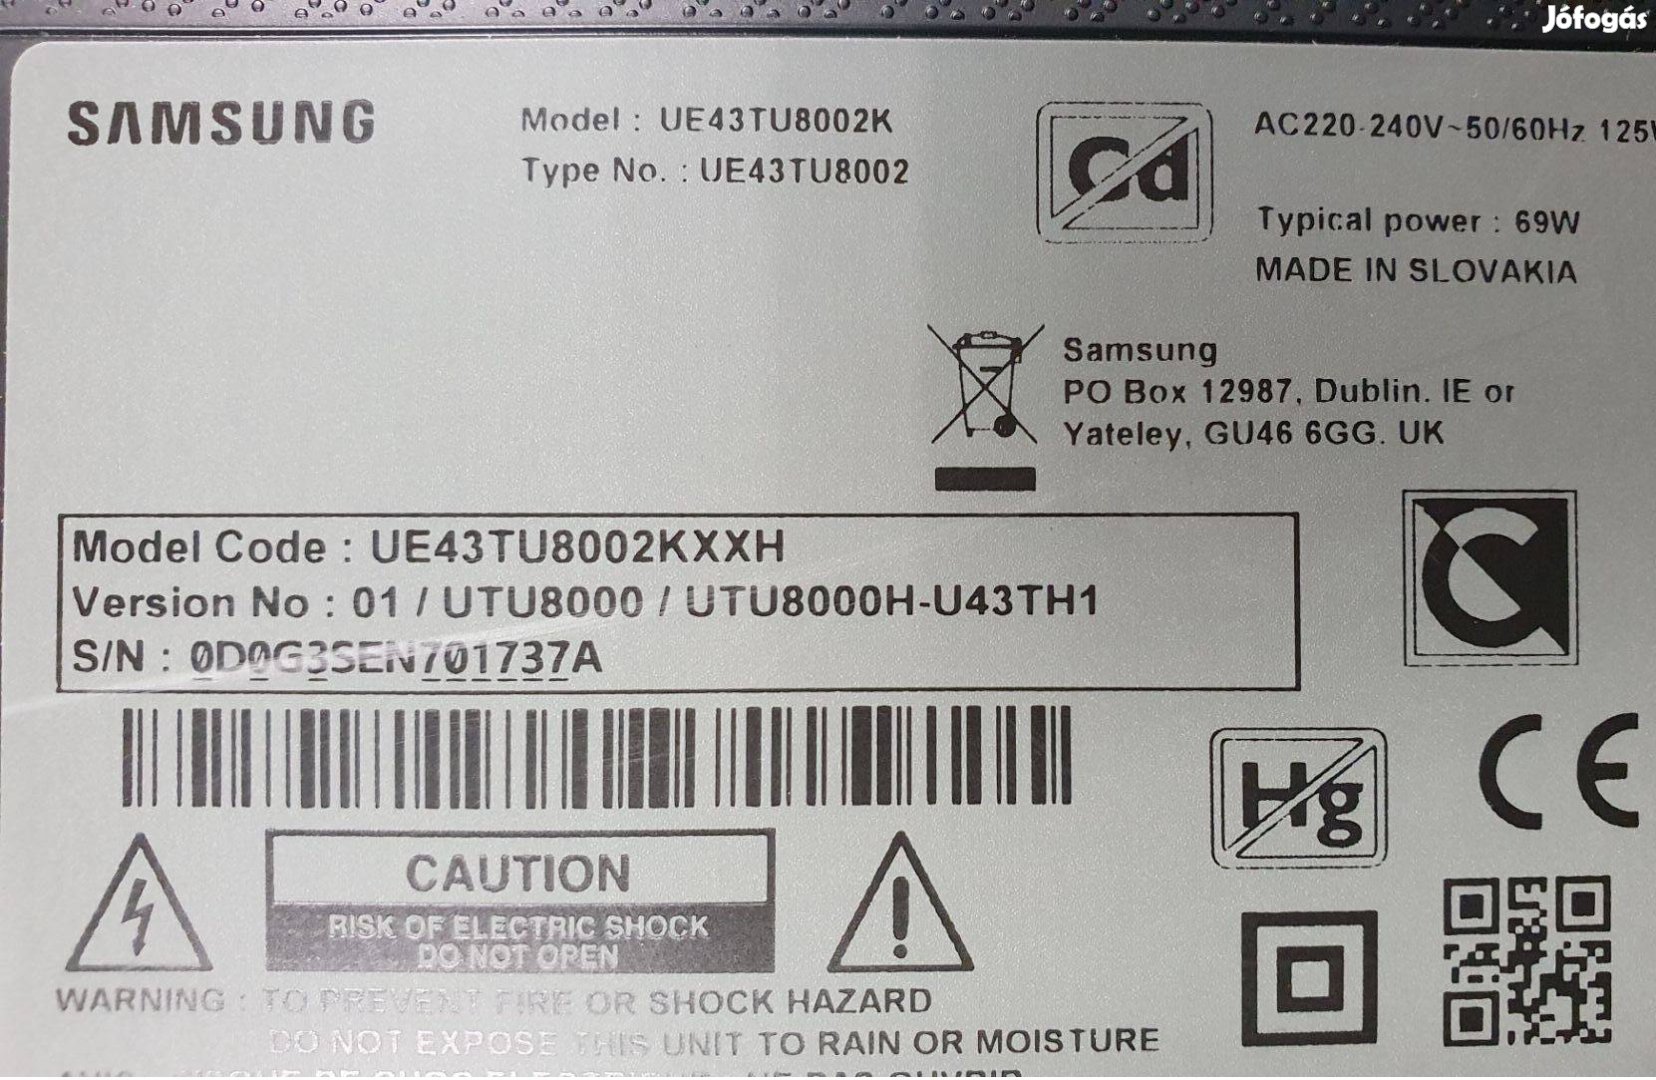 Jófogás
SAMSUNG
Model : UE43TU8002K
Type No. : UE43TU8002
Cd
AC220-240V~50/60Hz 125W
Typical power : 69W
MADE IN SLOVAKIA
Samsung
PO Box 12987, Dublin. IE or
Yateley, GU46 6GG. UK
Model Code : UE43TU8002KXXH
Version No : 01 / UTU8000 / UTU8000H-U43TH1
S/N : 0D0G3SEN701737A
Hg
CE
CAUTION
RISK OF ELECTRIC SHOCK
DO NOT OPEN
WARNING : TO PREVENT FIRE OR SHOCK HAZARD
DO NOT EXPOSE THIS UNIT TO RAIN OR MOISTURE